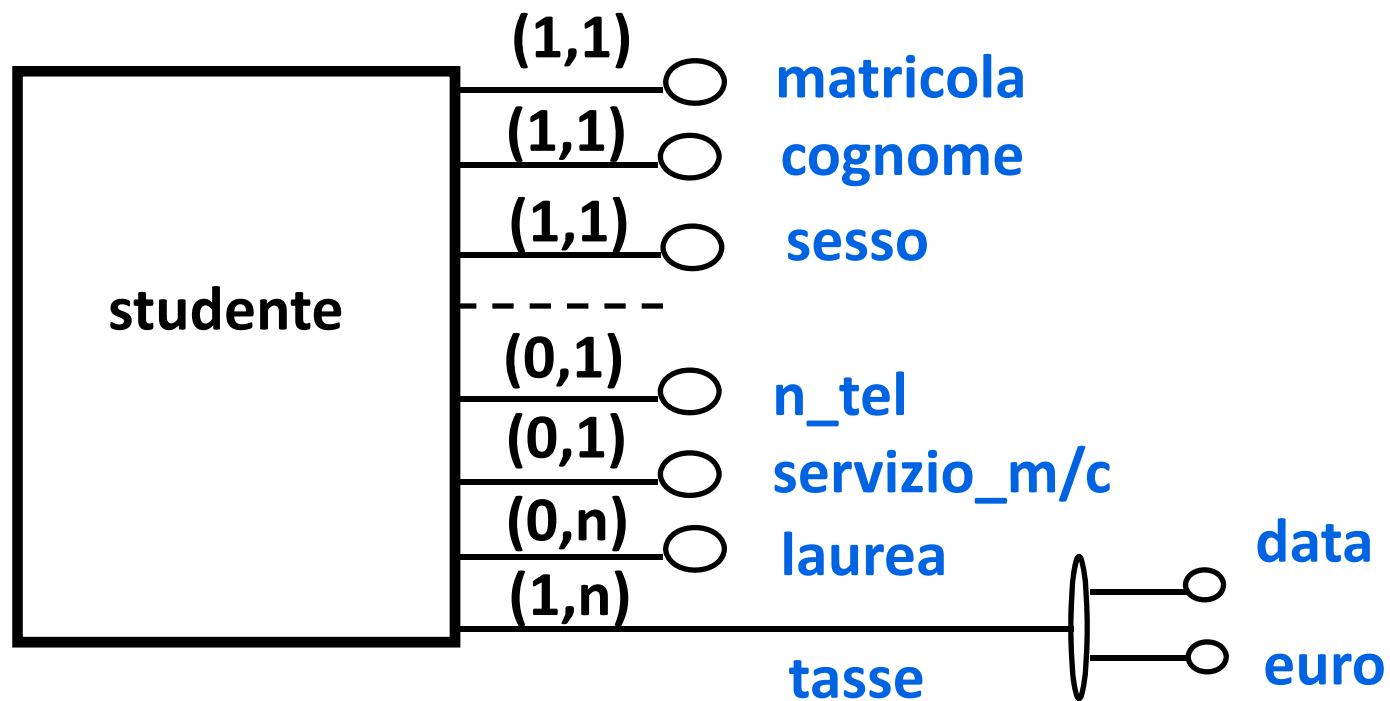 (1,1) matricola
(1,1) cognome
(1,1) sesso
studente
(0,1) n_tel
(0,1) servizio_m/c
(0,n) laurea
(1,n) tasse
data
euro